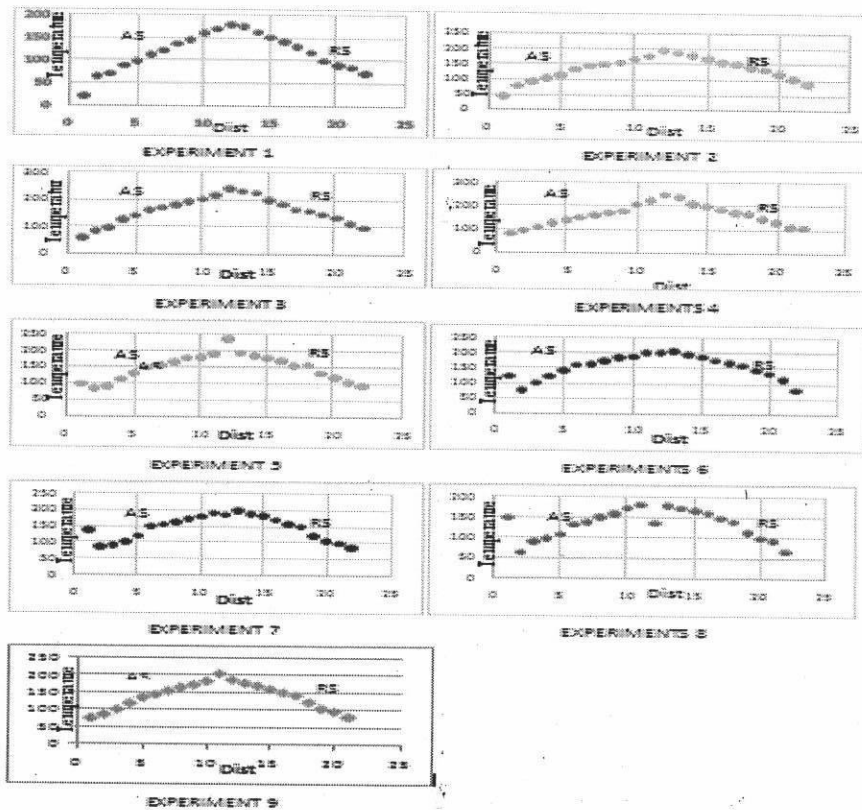 200
150
100
50
0
Temperature
AS
RS
0
5
10
15
20
25
Dist
EXPERIMENT 1
250
200
150
100
50
0
Temperature
AS
RS
0
5
10
15
20
25
Dist
EXPERIMENT 2
300
200
100
0
Temperatur
AS
RS
0
5
10
15
20
25
Dist
EXPERIMENT 3
300
200
100
0
Temperature
AS
RS
0
5
10
15
20
25
Dist
EXPERIMENTS 4
250
200
150
100
50
0
Temperature
AS
AS
RS
0
5
10
15
20
25
Dist
EXPERIMENT 5
250
200
150
100
50
0
Temperature
AS
RS
0
5
10
15
20
25
Dist
EXPERIMENTS 6
250
200
150
100
50
0
Temperature
AS
RS
0
5
10
15
20
25
Dist
EXPERIMENT 7
200
150
100
50
0
Temperature
AS
RS
0
5
10
15
20
25
Dist
EXPERIMENTS 8
250
200
150
100
50
0
Temperature
AS
RS
0
5
10
15
20
25
Dist
EXPERIMENT 9